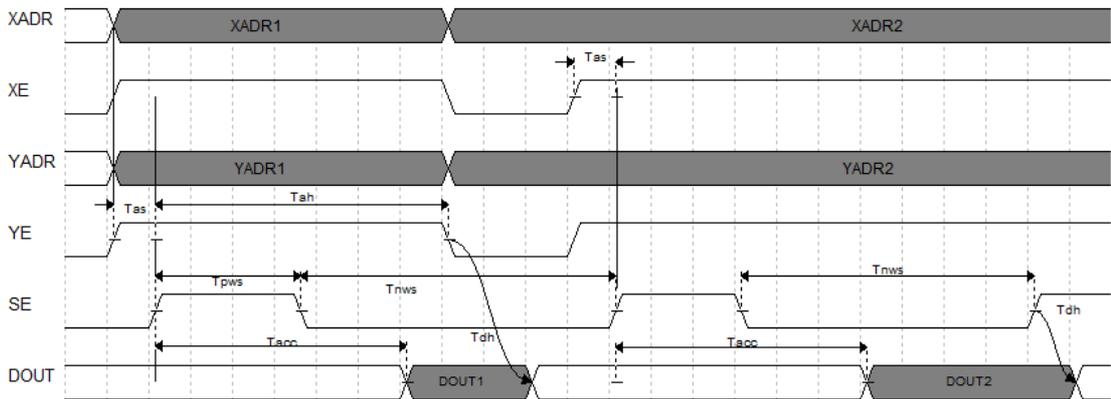 XADR XADR1 XADR2
Tas
XE
YADR YADR1 YADR2
Tas Tah
YE
Tpws Tnws Tnws
SE Tdh
Tacc Tdh Tacc
DOUT DOUT1 DOUT2